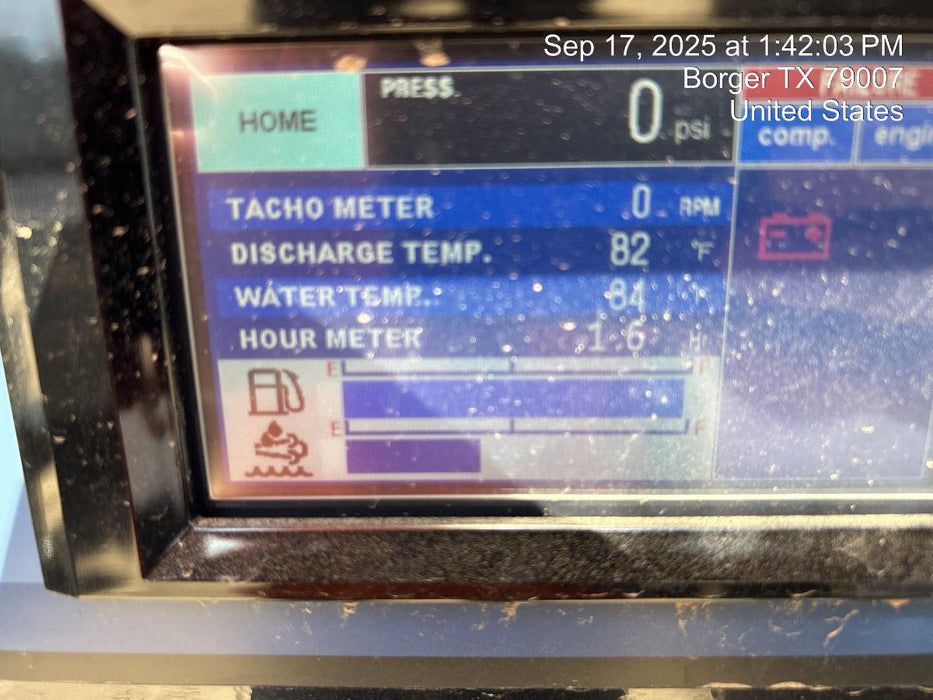 Sep 17, 2025 at 1:42:03 PM
Borger TX 79007
United States
HOME
PRESS.
0 psi
comp.
TACHO METER 0 RPM
DISCHARGE TEMP. 82 °F
WATER TEMP. 84 °F
HOUR METER 1.6 Hr
E F
E F